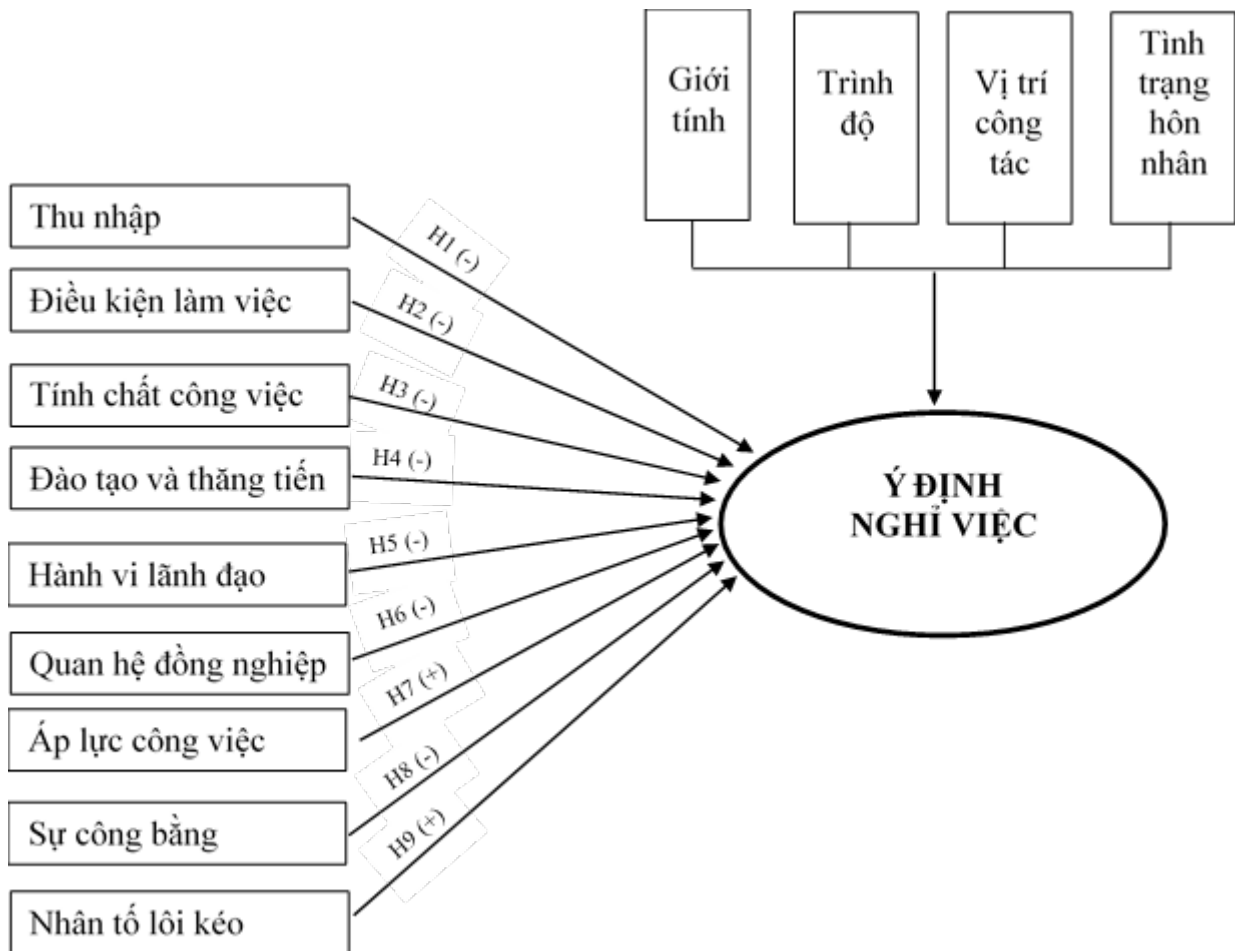 Giới
tính
Trình
độ
Vị trí
công
tác
Tình
trạng
hôn
nhân
Thu nhập
H1 (-)
Điều kiện làm việc
H2 (-)
Tính chất công việc
H3 (-)
Đào tạo và thăng tiến
H4 (-)
Ý ĐỊNH
NGHỈ VIỆC
Hành vi lãnh đạo
H5 (-)
Quan hệ đồng nghiệp
H6 (-)
Áp lực công việc
H7 (+)
Sự công bằng
H8 (-)
Nhân tố lôi kéo
H9 (+)